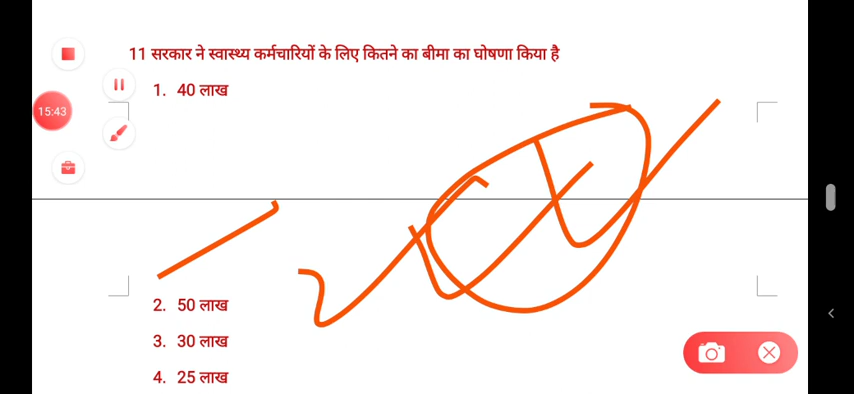 11 सरकार ने स्वास्थ्य कर्मचारियों के लिए कितने का बीमा का घोषणा किया है
1. 40 लाख
15:43
2. 50 लाख
3. 30 लाख
4. 25 लाख